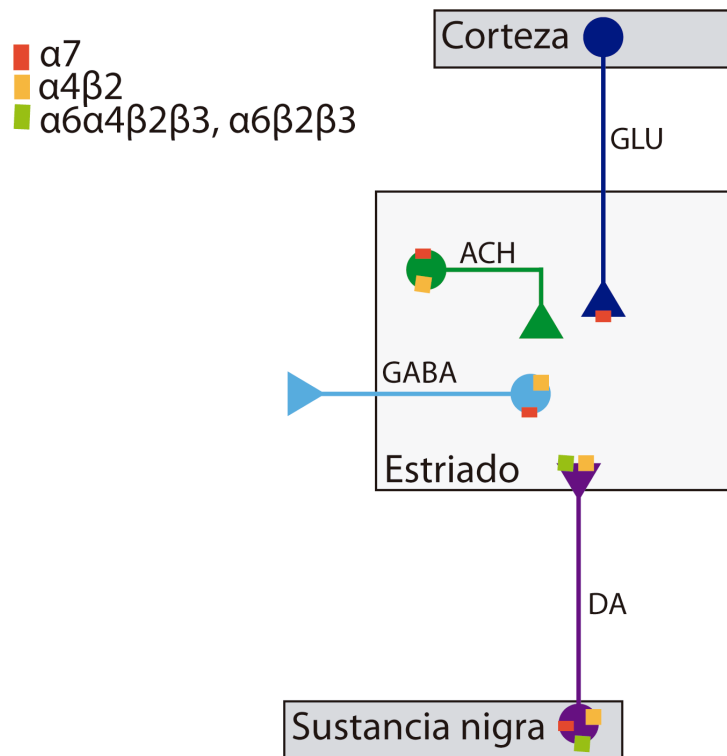 Corteza
α7
α4β2
α6α4β2β3, α6β2β3
GLU
ACH
GABA
Estriado
DA
Sustancia nigra